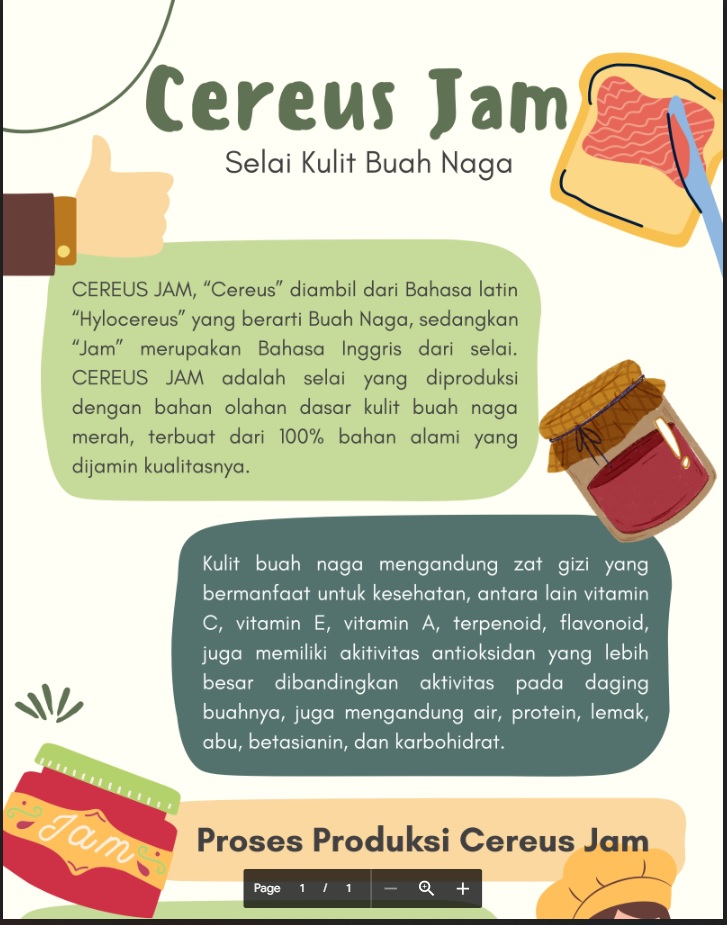 Cereus Jam
Selai Kulit Buah Naga
CEREUS JAM, “Cereus” diambil dari Bahasa latin
“Hylocereus” yang berarti Buah Naga, sedangkan
“Jam” merupakan Bahasa Inggris dari selai.
CEREUS JAM adalah selai yang diproduksi
dengan bahan olahan dasar kulit buah naga
merah, terbuat dari 100% bahan alami yang
dijamin kualitasnya.
Kulit buah naga mengandung zat gizi yang
bermanfaat untuk kesehatan, antara lain vitamin
C, vitamin E, vitamin A, terpenoid, flavonoid,
juga memiliki akitivitas antioksidan yang lebih
besar dibandingkan aktivitas pada daging
buahnya, juga mengandung air, protein, lemak,
abu, betasianin, dan karbohidrat.
Jam
Proses Produksi Cereus Jam
Page 1 / 1